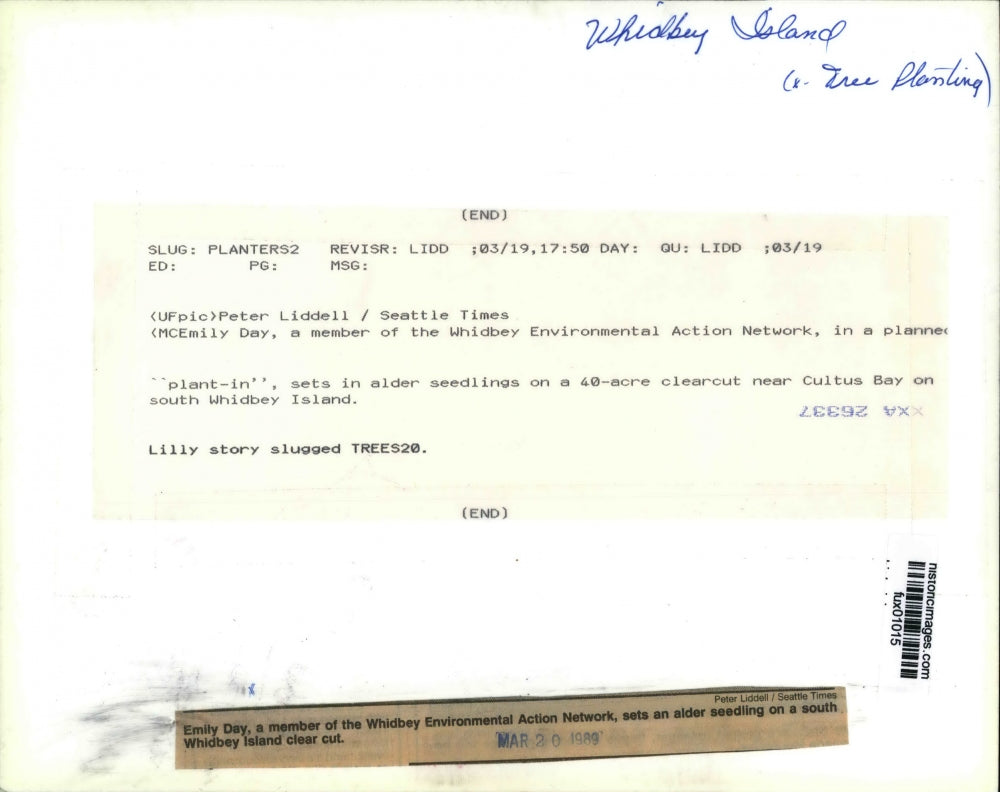 Whidbey Island
(x- Tree Planting)
(END)
SLUG: PLANTERS2 REVISR: LIDD ;03/19,17:50 DAY: QU: LIDD ;03/19
ED: PG: MSG:
<UFpic>Peter Liddell / Seattle Times
<MCEmily Day, a member of the Whidbey Environmental Action Network, in a planned
``plant-in'', sets in alder seedlings on a 40-acre clearcut near Cultus Bay on
south Whidbey Island.
XXA 26337
Lilly story slugged TREES20.
(END)
historicimages.com
fux01015
x
Peter Liddell / Seattle Times
Emily Day, a member of the Whidbey Environmental Action Network, sets an alder seedling on a south
Whidbey Island clear cut.
MAR 20 1989